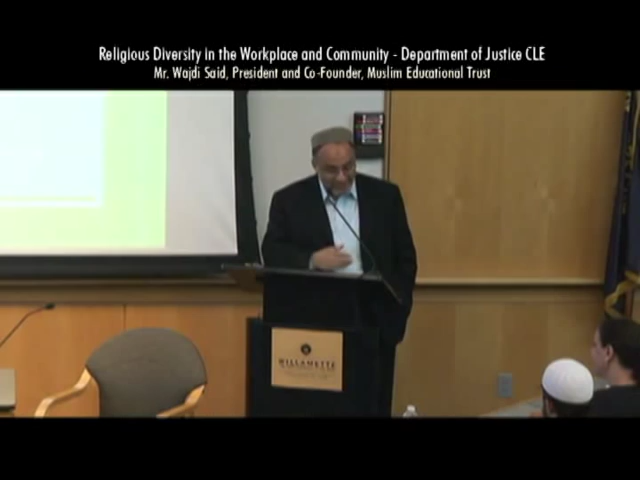 Religious Diversity in the Workplace and Community - Department of Justice CLE
Mr. Wajdi Said, President and Co-Founder, Muslim Educational Trust
WILLAMETTE